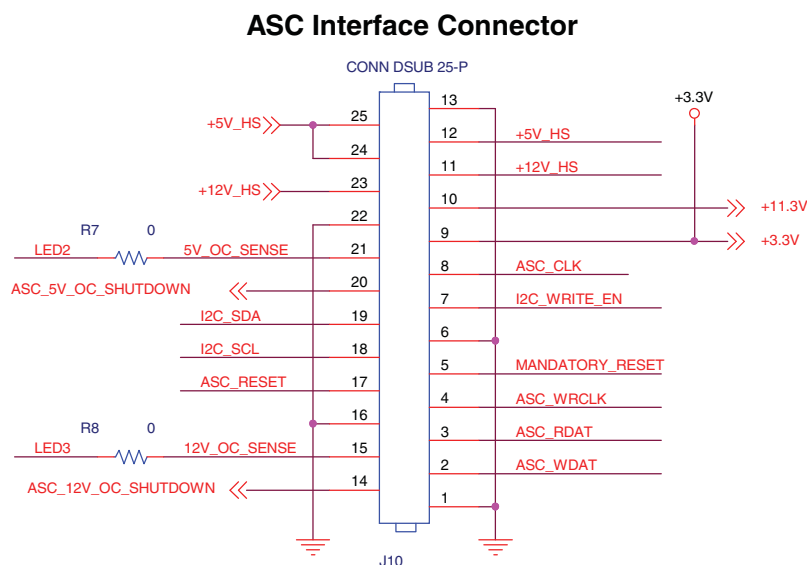 ASC Interface Connector
CONN DSUB 25-P
13
+3.3V
+5V_HS
25
12
+5V_HS
24
11
+12V_HS
+12V_HS
23
10
+11.3V
22
9
+3.3V
R7
0
LED2
5V_OC_SENSE
21
8
ASC_CLK
ASC_5V_OC_SHUTDOWN
20
7
I2C_WRITE_EN
I2C_SDA
19
6
I2C_SCL
18
5
MANDATORY_RESET
ASC_RESET
17
4
ASC_WRCLK
16
3
ASC_RDAT
R8
0
LED3
12V_OC_SENSE
15
2
ASC_WDAT
ASC_12V_OC_SHUTDOWN
14
1
J10